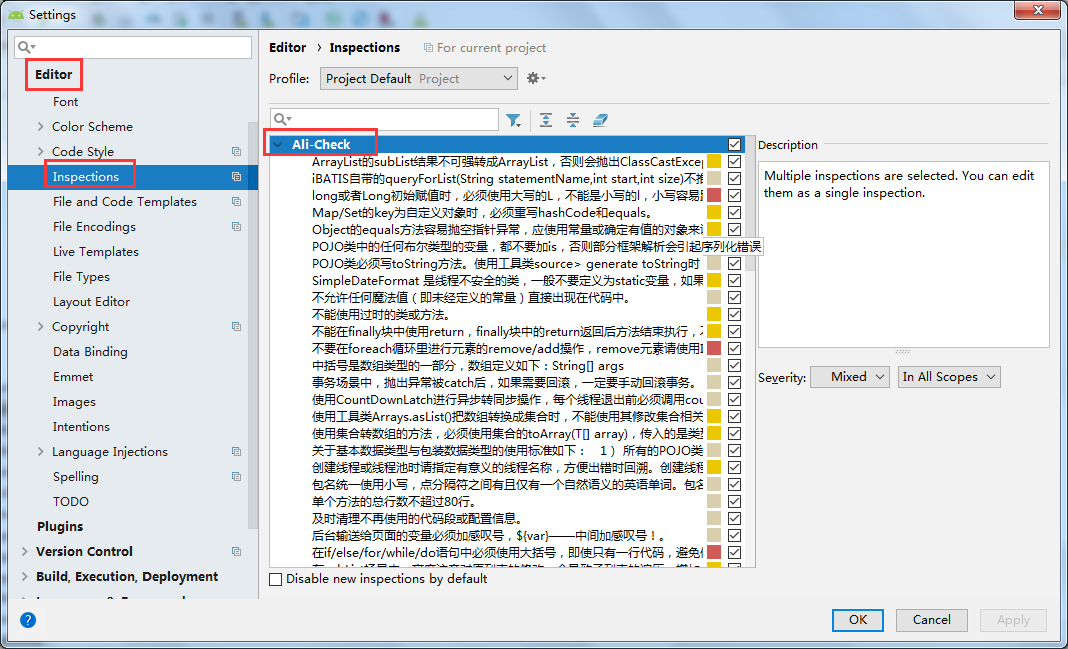 Settings
Editor
Font
Color Scheme
Code Style
Inspections
File and Code Templates
File Encodings
Live Templates
File Types
Layout Editor
Copyright
Data Binding
Emmet
Images
Intentions
Language Injections
Spelling
TODO
Plugins
Version Control
Build, Execution, Deployment
Editor › Inspections For current project
Profile: Project Default Project
Ali-Check
ArrayList的subList结果不可强转成ArrayList，否则会抛出ClassCastExcep
iBATIS自带的queryForList(String statementName,int start,int size)不推
long或者Long初始赋值时，必须使用大写的L，不能是小写的l，小写容易
Map/Set的key为自定义对象时，必须重写hashCode和equals。
Object的equals方法容易抛空指针异常，应使用常量或确定有值的对象来
POJO类中的任何布尔类型的变量，都不要加is，否则部分框架解析会引起序列化错误
POJO类必须写toString方法。使用工具类source> generate toString时
SimpleDateFormat 是线程不安全的类，一般不要定义为static变量，如果
不允许任何魔法值（即未经定义的常量）直接出现在代码中。
不能使用过时的类或方法。
不能在finally块中使用return，finally块中的return返回后方法结束执行，
不要在foreach循环里进行元素的remove/add操作，remove元素请使用I
中括号是数组类型的一部分，数组定义如下：String[] args
事务场景中，抛出异常被catch后，如果需要回滚，一定要手动回滚事务。
使用CountDownLatch进行异步转同步操作，每个线程退出前必须调用cou
使用工具类Arrays.asList()把数组转换成集合时，不能使用其修改集合相关
使用集合转数组的方法，必须使用集合的toArray(T[] array)，传入的是类
关于基本数据类型与包装数据类型的使用标准如下： 1） 所有的POJO类
创建线程或线程池时请指定有意义的线程名称，方便出错时回溯。创建线程
包名统一使用小写，点分隔符之间有且仅有一个自然语义的英语单词。包名
单个方法的总行数不超过80行。
及时清理不再使用的代码段或配置信息。
后台输送给页面的变量必须加感叹号，${var}——中间加感叹号！。
在if/else/for/while/do语句中必须使用大括号，即使只有一行代码，避免
Disable new inspections by default
Description
Multiple inspections are selected. You can edit
them as a single inspection.
Severity: Mixed In All Scopes
?
OK
Cancel
Apply